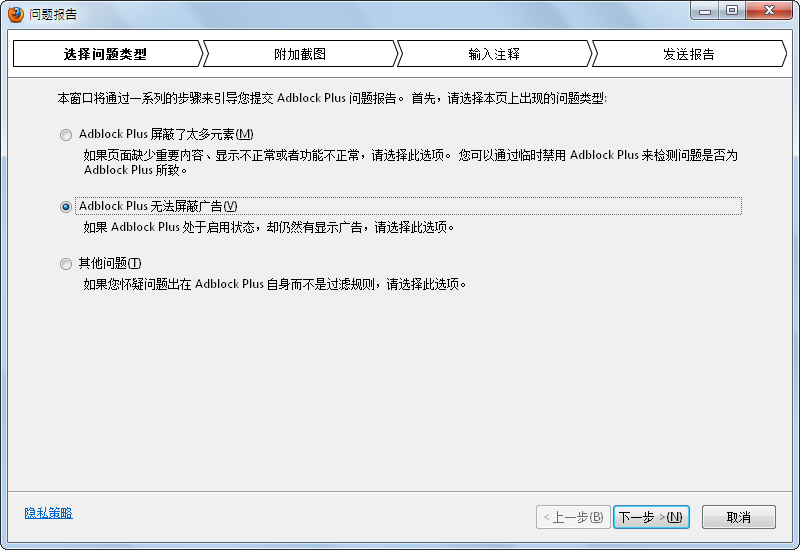 问题报告
选择问题类型
附加截图
输入注释
发送报告
本窗口将通过一系列的步骤来引导您提交 Adblock Plus 问题报告。 首先，请选择本页上出现的问题类型:
Adblock Plus 屏蔽了太多元素(M)
如果页面缺少重要内容、显示不正常或者功能不正常，请选择此选项。 您可以通过临时禁用 Adblock Plus 来检测问题是否为
Adblock Plus 所致。
Adblock Plus 无法屏蔽广告(V)
如果 Adblock Plus 处于启用状态，却仍然有显示广告，请选择此选项。
其他问题(T)
如果您怀疑问题出在 Adblock Plus 自身而不是过滤规则，请选择此选项。
隐私策略
< 上一步(B)
下一步 >(N)
取消